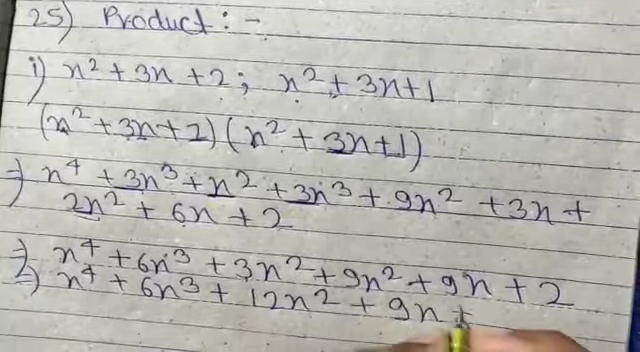 25) Product :-
i) x² + 3x + 2 ; x² + 3x + 1
(x² + 3x + 2) (x² + 3x + 1)
⇒ x⁴ + 3x³ + x² + 3x³ + 9x² + 3x +
2x² + 6x + 2
⇒ x⁴ + 6x³ + 3x² + 9x² + 9x + 2
⇒ x⁴ + 6x³ + 12x² + 9x +